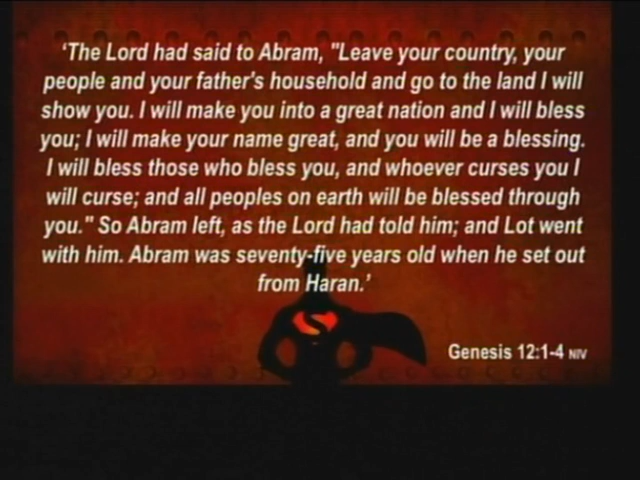 ‘The Lord had said to Abram, "Leave your country, your
people and your father's household and go to the land I will
show you. I will make you into a great nation and I will bless
you; I will make your name great, and you will be a blessing.
I will bless those who bless you, and whoever curses you I
will curse; and all peoples on earth will be blessed through
you." So Abram left, as the Lord had told him; and Lot went
with him. Abram was seventy-five years old when he set out
from Haran.’
S
Genesis 12:1-4 NIV